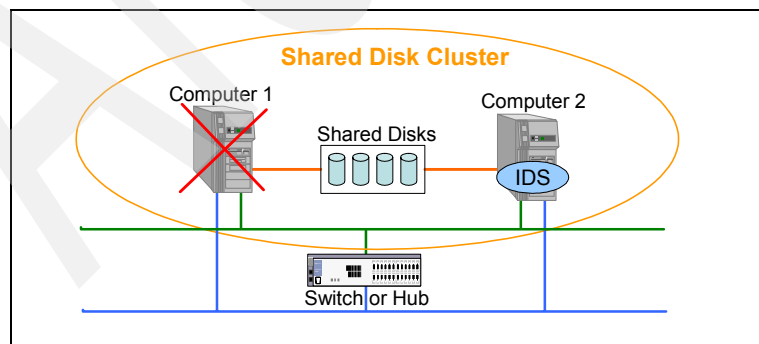 Shared Disk Cluster
Computer 1
Computer 2
Shared Disks
IDS
Switch or Hub